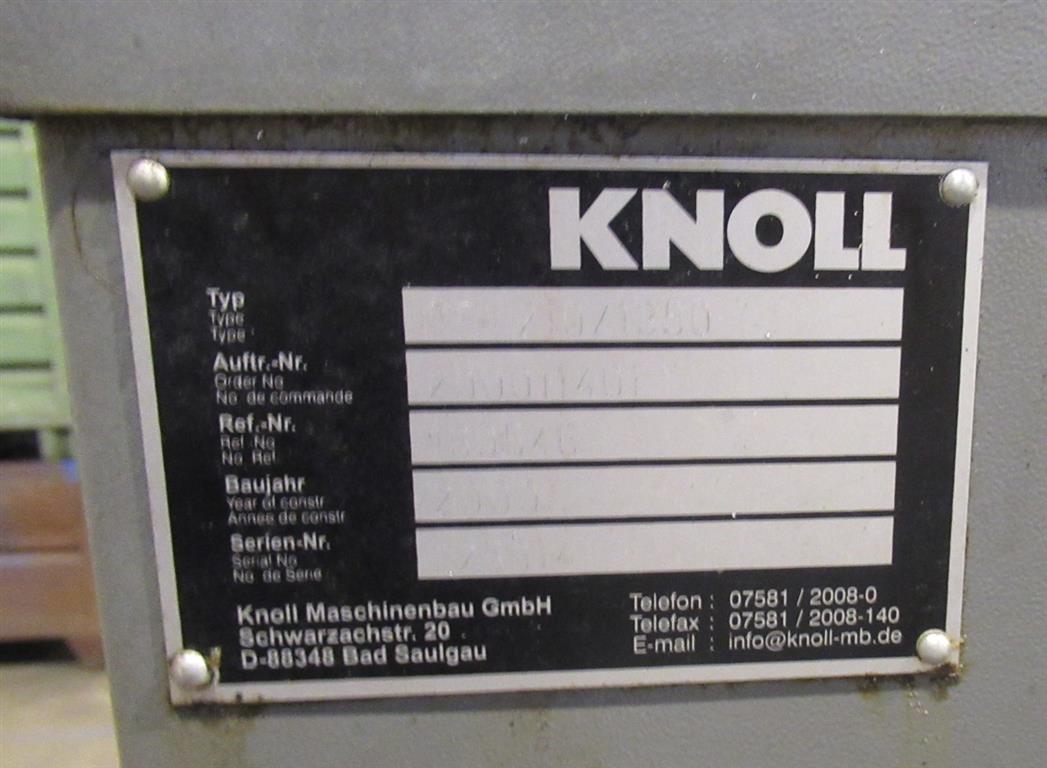 KNOLL
Typ
Type
Type
Auftr.-Nr.
Order No
No. de commande
Ref.-Nr.
Ref. No
No. Ref.
Baujahr
Year of constr
Annee de constr
Serien-Nr.
Serial No
No. de Serie
Knoll Maschinenbau GmbH
Schwarzachstr. 20
D-88348 Bad Saulgau
Telefon : 07581 / 2008-0
Telefax : 07581 / 2008-140
E-mail : info@knoll-mb.de